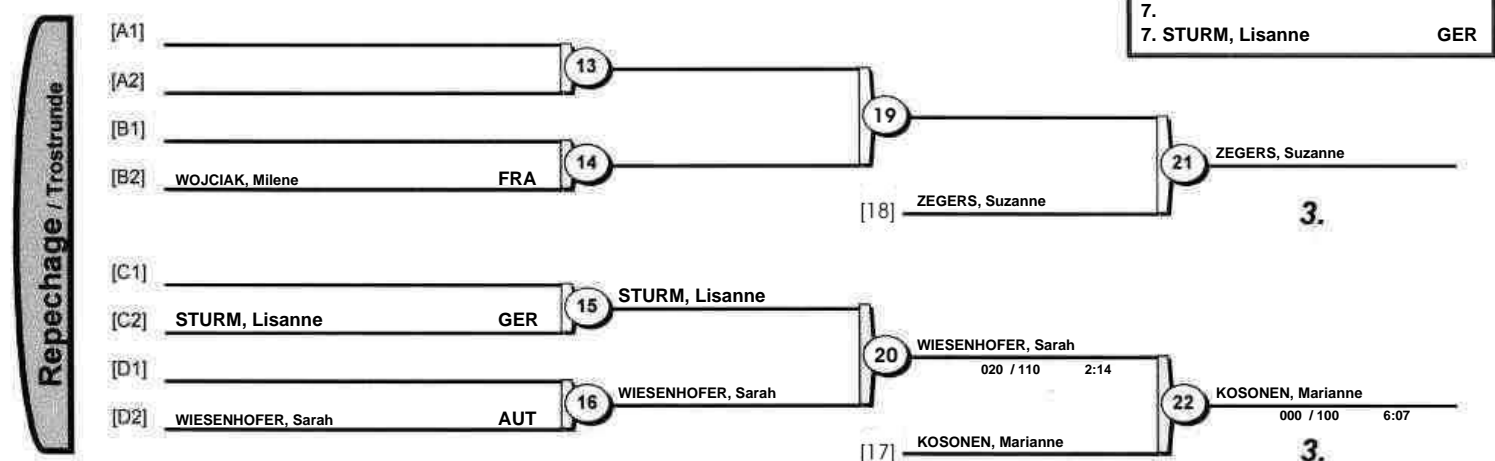 7.
7. STURM, Lisanne GER
Repechage / Trostrunde
[A1]
13
[A2]
19
[B1]
14
21
ZEGERS, Suzanne
[B2] WOJCIAK, Milene FRA
[18] ZEGERS, Suzanne
3.
[C1]
15
STURM, Lisanne
[C2] STURM, Lisanne GER
20
WIESENHOFER, Sarah
020 / 110 2:14
[D1]
16
WIESENHOFER, Sarah
22
KOSONEN, Marianne
000 / 100 6:07
[D2] WIESENHOFER, Sarah AUT
[17] KOSONEN, Marianne
3.